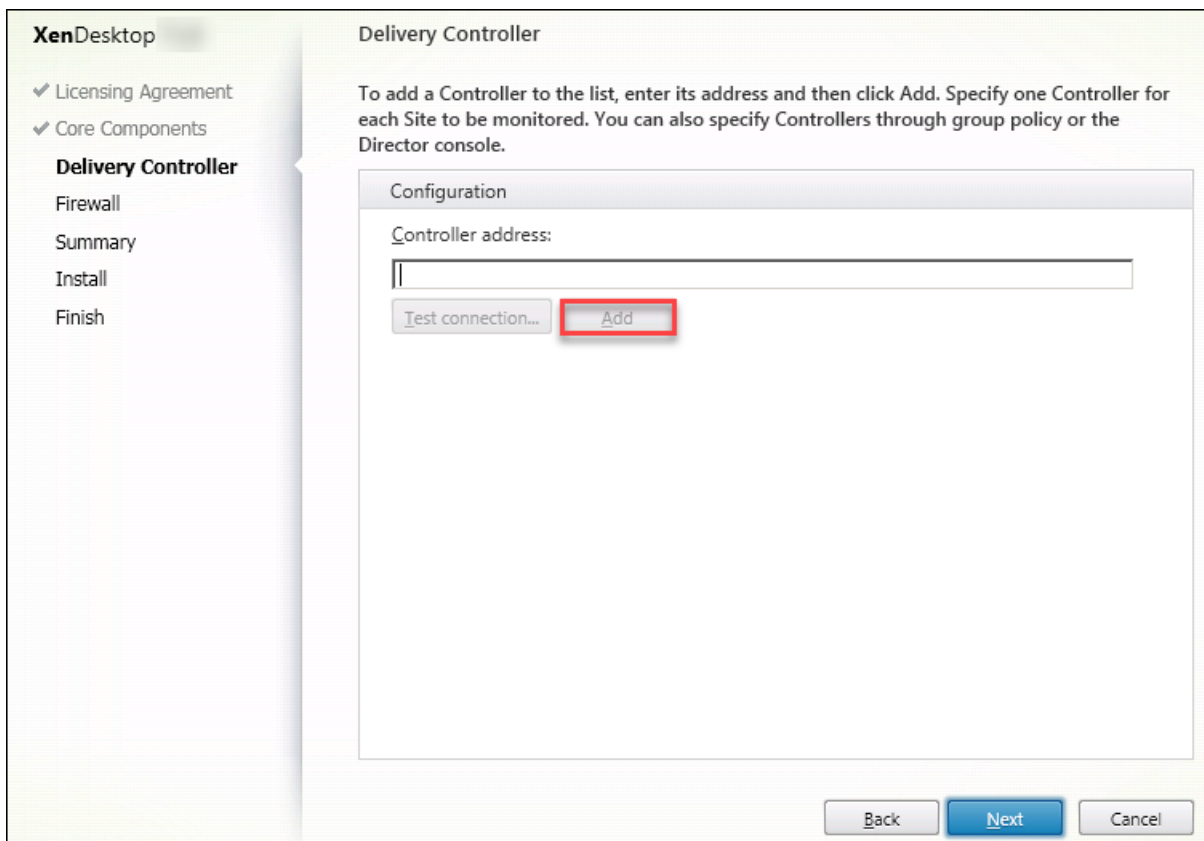 XenDesktop
Licensing Agreement
Core Components
Delivery Controller
Firewall
Summary
Install
Finish
Delivery Controller
To add a Controller to the list, enter its address and then click Add. Specify one Controller for
each Site to be monitored. You can also specify Controllers through group policy or the
Director console.
Configuration
Controller address:
Test connection... Add
Back Next Cancel